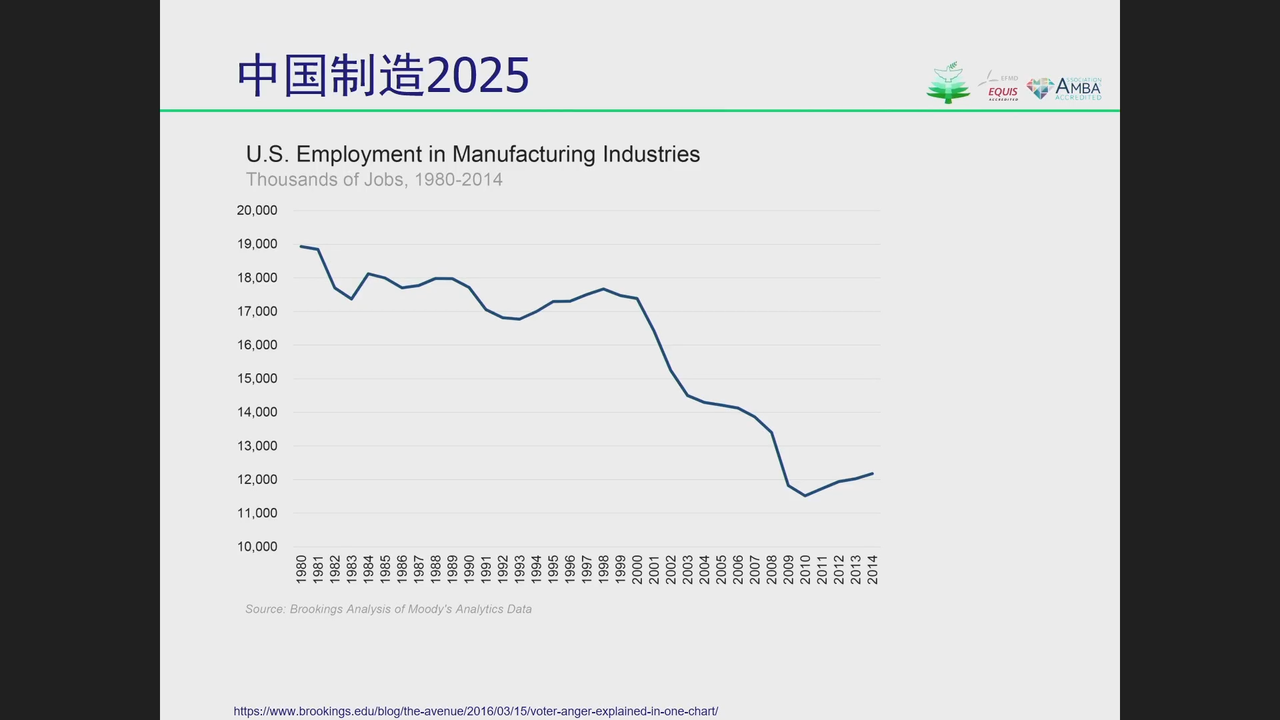 中国制造2025
EFMD
EQUIS
ACCREDITED
ASSOCIATION
AMBA
ACCREDITED
U.S. Employment in Manufacturing Industries
Thousands of Jobs, 1980-2014
20,000
19,000
18,000
17,000
16,000
15,000
14,000
13,000
12,000
11,000
10,000
1980 1981 1982 1983 1984 1985 1986 1987 1988 1989 1990 1991 1992 1993 1994 1995 1996 1997 1998 1999 2000 2001 2002 2003 2004 2005 2006 2007 2008 2009 2010 2011 2012 2013 2014
Source: Brookings Analysis of Moody's Analytics Data
https://www.brookings.edu/blog/the-avenue/2016/03/15/voter-anger-explained-in-one-chart/